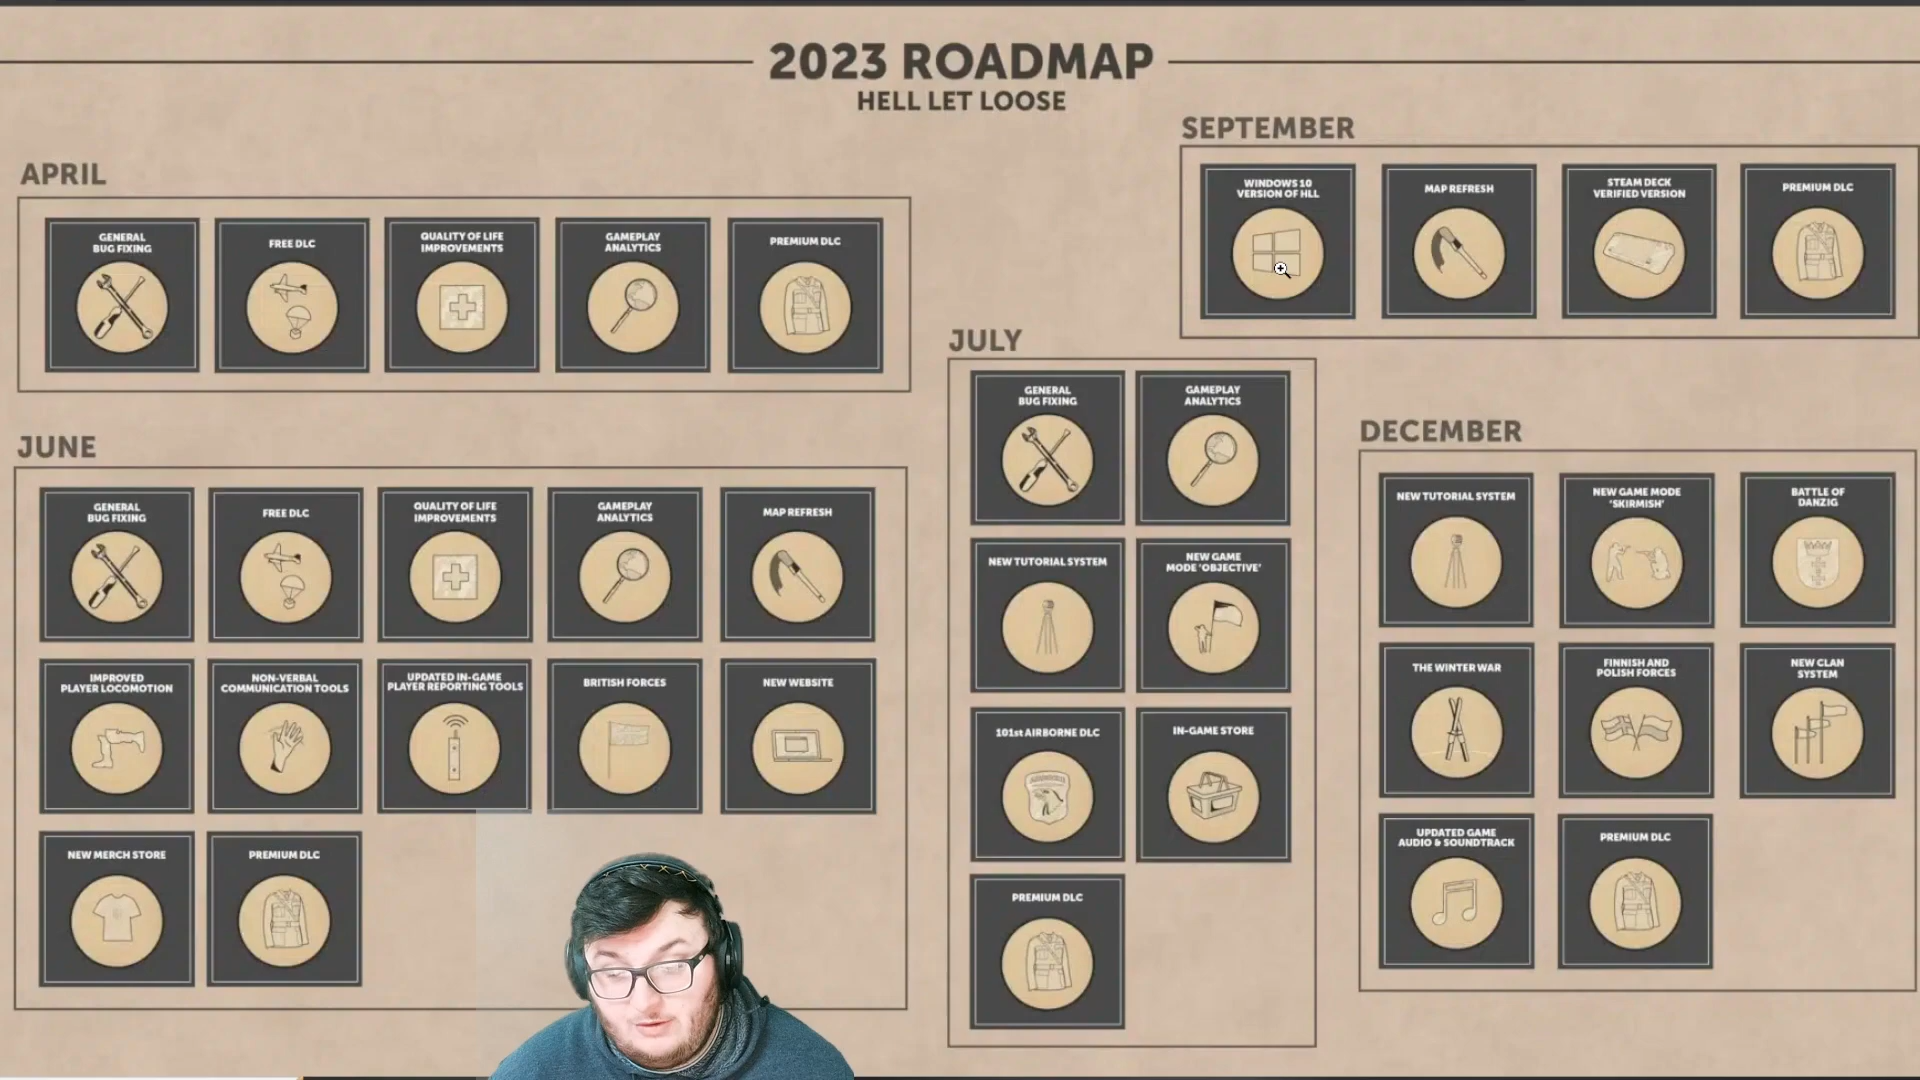 2023 ROADMAP
HELL LET LOOSE
APRIL
GENERAL
BUG FIXING
FREE DLC
QUALITY OF LIFE
IMPROVEMENTS
GAMEPLAY
ANALYTICS
PREMIUM DLC
JUNE
GENERAL
BUG FIXING
FREE DLC
QUALITY OF LIFE
IMPROVEMENTS
GAMEPLAY
ANALYTICS
MAP REFRESH
IMPROVED
PLAYER LOCOMOTION
NON-VERBAL
COMMUNICATION TOOLS
UPDATED IN-GAME
PLAYER REPORTING TOOLS
BRITISH FORCES
NEW WEBSITE
NEW MERCH STORE
PREMIUM DLC
JULY
GENERAL
BUG FIXING
GAMEPLAY
ANALYTICS
NEW TUTORIAL SYSTEM
NEW GAME
MODE 'OBJECTIVE'
101st AIRBORNE DLC
AIRBORNE
IN-GAME STORE
PREMIUM DLC
SEPTEMBER
WINDOWS 10
VERSION OF HLL
MAP REFRESH
STEAM DECK
VERIFIED VERSION
PREMIUM DLC
DECEMBER
NEW TUTORIAL SYSTEM
NEW GAME MODE
'SKIRMISH'
BATTLE OF
DANZIG
THE WINTER WAR
FINNISH AND
POLISH FORCES
NEW CLAN
SYSTEM
UPDATED GAME
AUDIO & SOUNDTRACK
PREMIUM DLC